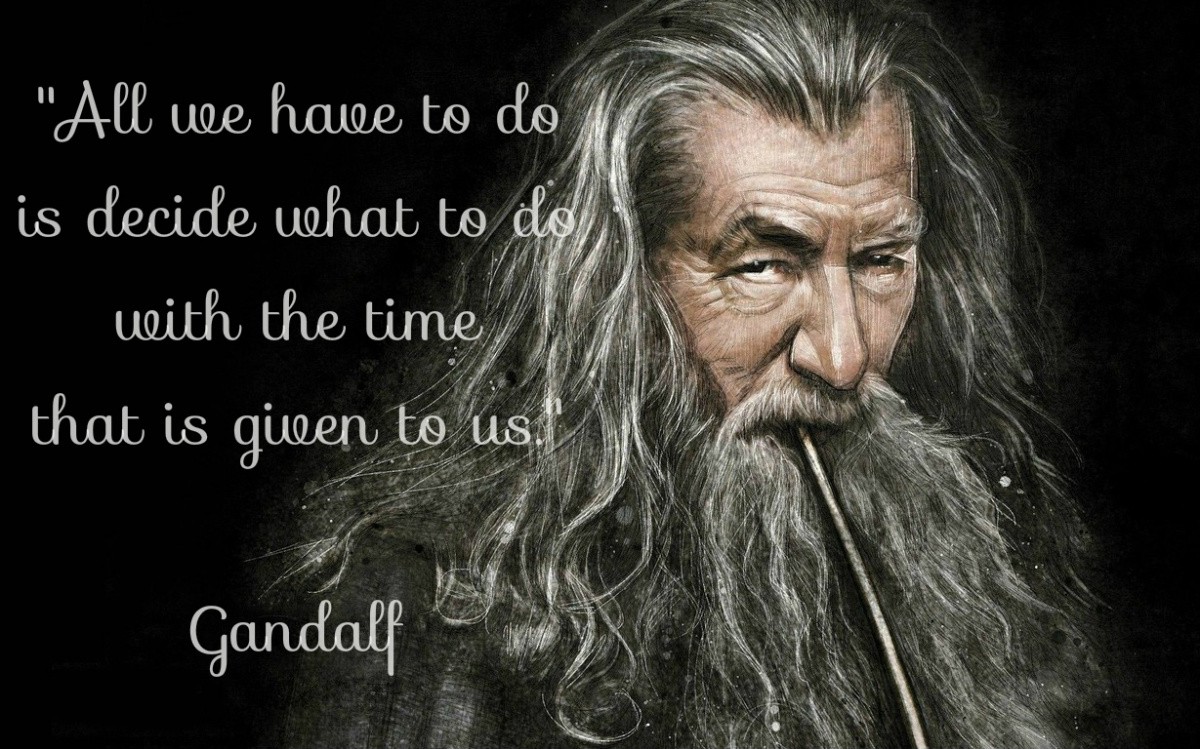 "All we have to do
is decide what to do
with the time
that is given to us."
Gandalf